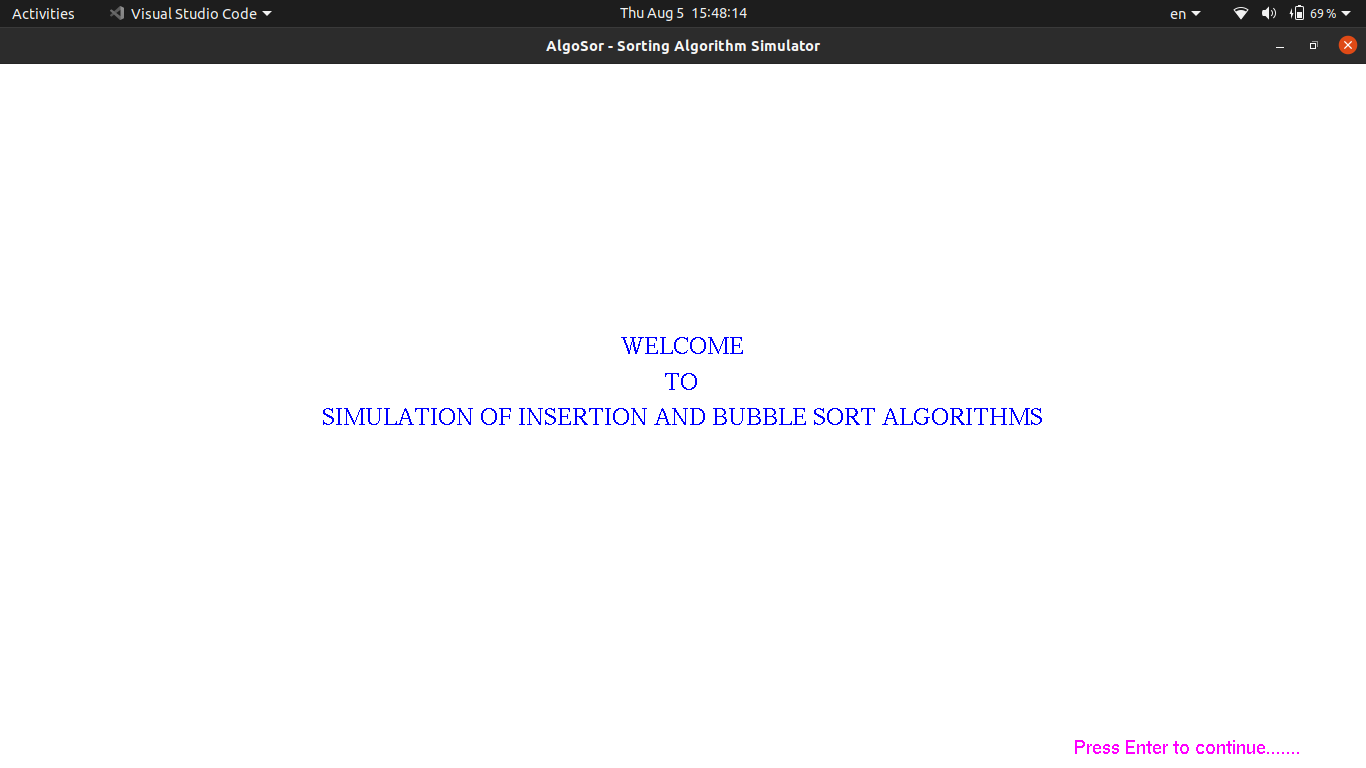 Activities Visual Studio Code Thu Aug 5 15:48:14 en 69%
AlgoSor - Sorting Algorithm Simulator
WELCOME
TO
SIMULATION OF INSERTION AND BUBBLE SORT ALGORITHMS
Press Enter to continue.......